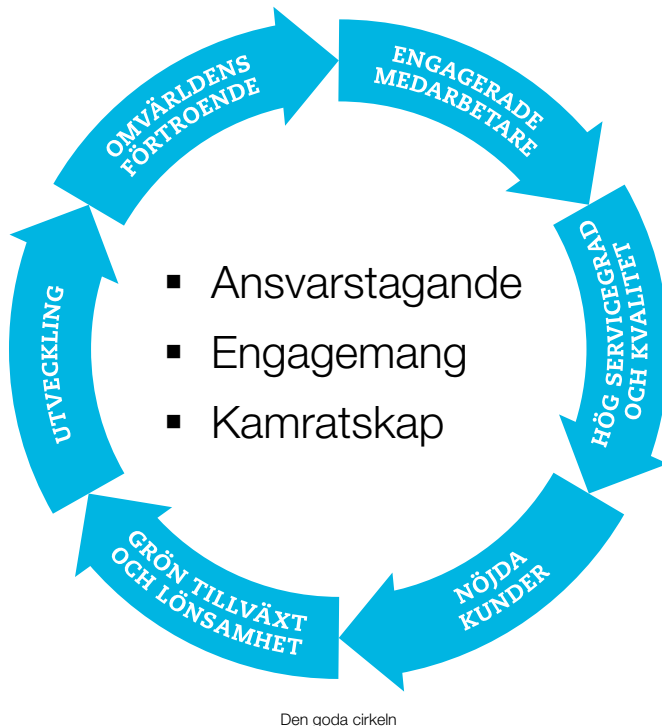 OMVÄRLDENS
FÖRTROENDE
ENGAGERADE
MEDARBETARE
HÖG SERVICEGRAD
OCH KVALITET
NÖJDA
KUNDER
GRÖN TILLVÄXT
OCH LÖNSAMHET
UTVECKLING
▪ Ansvarstagande
▪ Engagemang
▪ Kamratskap
Den goda cirkeln